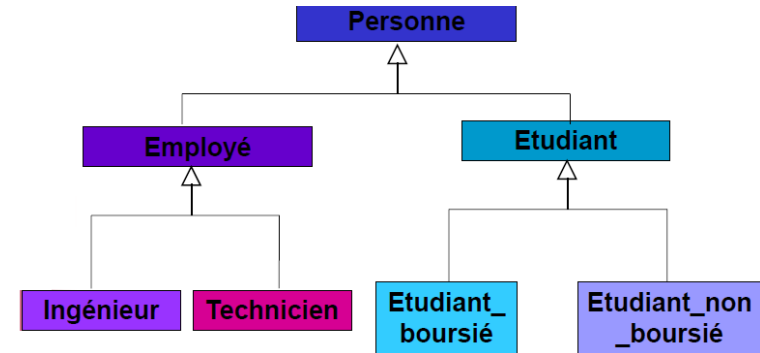 Personne
Employé
Etudiant
Ingénieur
Technicien
Etudiant_
boursié
Etudiant_non
_boursié